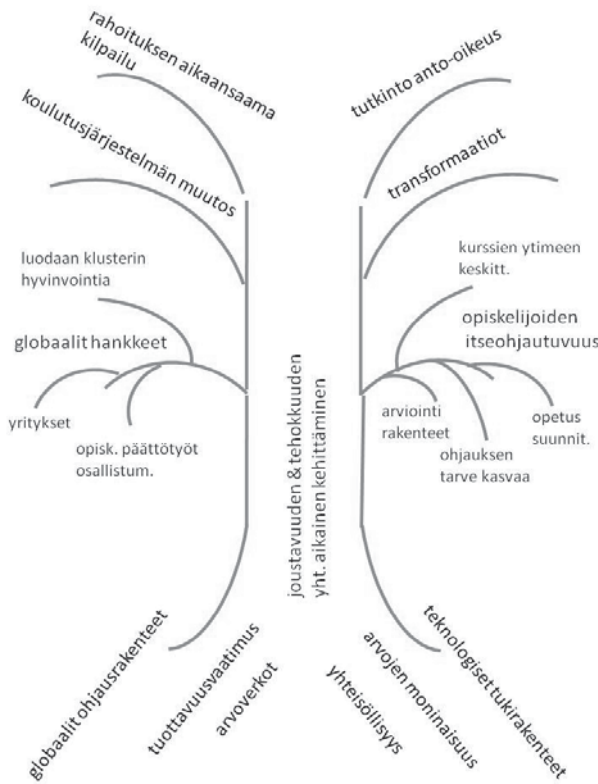 rahoituksen aikaansaama
kilpailu
koulutusjärjestelmän muutos
luodaan klusterin
hyvinvointia
globaalit hankkeet
yritykset
opisk. päättötyöt
osallistum.
tutkinto anto-oikeus
transformaatiot
kurssien ytimeen
keskitt.
opiskelijoiden
itseohjautuvuus
arviointi
rakenteet
ohjauksen
tarve kasvaa
opetus
suunnit.
joustavuuden & tehokkuuden
yht. aikainen kehittäminen
globaalit ohjausrakenteet
tuottavuusvaatimus
arvoverkot
yhteisöllisyys
arvojen moninaisuus
teknologiset tukirakenteet